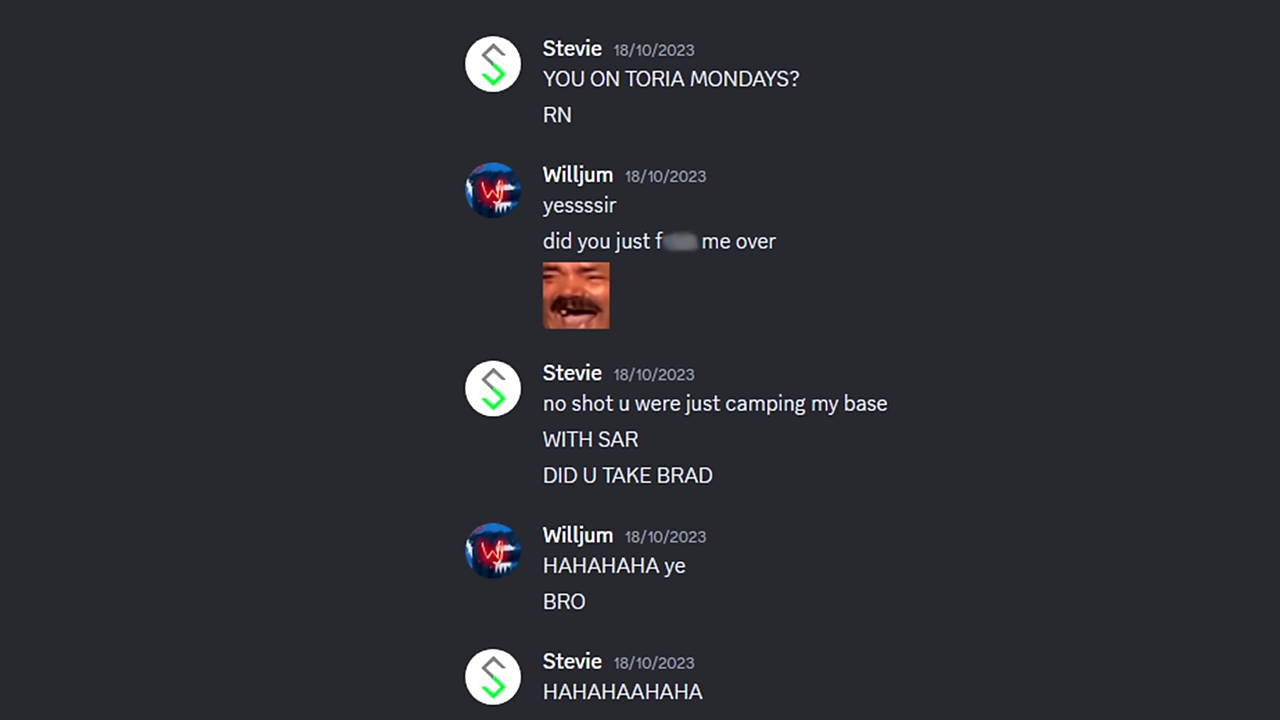 Stevie 18/10/2023
YOU ON TORIA MONDAYS?
RN
Willjum 18/10/2023
yessssir
did you just f me over
Stevie 18/10/2023
no shot u were just camping my base
WITH SAR
DID U TAKE BRAD
Willjum 18/10/2023
HAHAHAHA ye
BRO
Stevie 18/10/2023
HAHAHAAHAHA